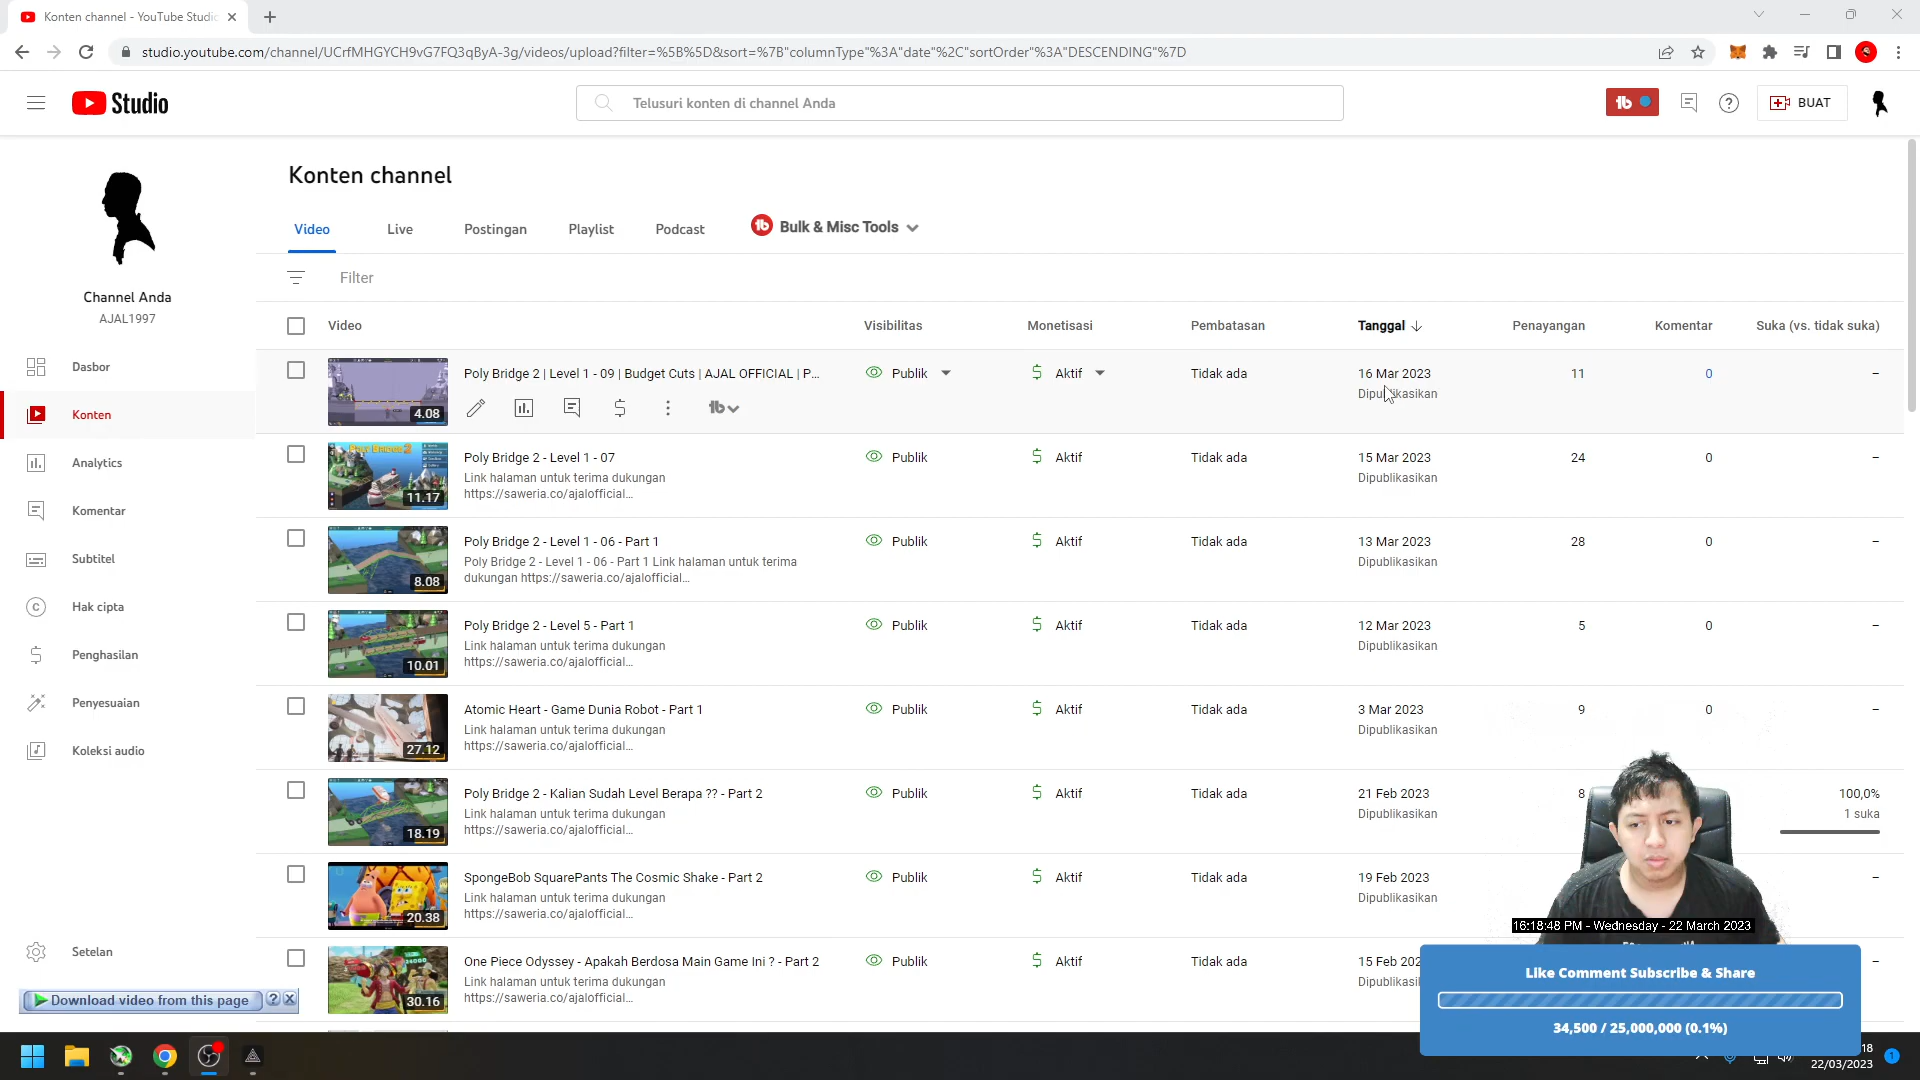 Konten channel - YouTube Studio
studio.youtube.com/channel/UCrfMHGYCH9vG7FQ3qByA-3g/videos/upload?filter=%5B%5D&sort=%7B"columnType"%3A"date"%2C"sortOrder"%3A"DESCENDING"%7D
Studio
Telusuri konten di channel Anda
BUAT
Channel Anda
AJAL1997
Dasbor
Konten
Analytics
Komentar
Subtitel
Hak cipta
Penghasilan
Penyesuaian
Koleksi audio
Setelan
Download video from this page
Konten channel
Video Live Postingan Playlist Podcast Bulk & Misc Tools
Filter
Video Visibilitas Monetisasi Pembatasan Tanggal Penayangan Komentar Suka (vs. tidak suka)
Poly Bridge 2 | Level 1 - 09 | Budget Cuts | AJAL OFFICIAL | P... Publik Aktif Tidak ada 16 Mar 2023 11 0 –
Dipublikasikan
4.08
Poly Bridge 2 - Level 1 - 07 Publik Aktif Tidak ada 15 Mar 2023 24 0 –
Link halaman untuk terima dukungan Dipublikasikan
https://saweria.co/ajalofficial...
11.17
Poly Bridge 2 - Level 1 - 06 - Part 1 Publik Aktif Tidak ada 13 Mar 2023 28 0 –
Poly Bridge 2 - Level 1 - 06 - Part 1 Link halaman untuk terima Dipublikasikan
dukungan https://saweria.co/ajalofficial...
8.08
Poly Bridge 2 - Level 5 - Part 1 Publik Aktif Tidak ada 12 Mar 2023 5 0 –
Link halaman untuk terima dukungan Dipublikasikan
https://saweria.co/ajalofficial...
10.01
Atomic Heart - Game Dunia Robot - Part 1 Publik Aktif Tidak ada 3 Mar 2023 9 0 –
Link halaman untuk terima dukungan Dipublikasikan
https://saweria.co/ajalofficial...
27.12
Poly Bridge 2 - Kalian Sudah Level Berapa ?? - Part 2 Publik Aktif Tidak ada 21 Feb 2023 8 100,0%
Link halaman untuk terima dukungan Dipublikasikan 1 suka
https://saweria.co/ajalofficial...
18.19
SpongeBob SquarePants The Cosmic Shake - Part 2 Publik Aktif Tidak ada 19 Feb 2023 –
Link halaman untuk terima dukungan Dipublikasikan
https://saweria.co/ajalofficial...
20.38
One Piece Odyssey - Apakah Berdosa Main Game Ini ? - Part 2 Publik Aktif Tidak ada 15 Feb 202 –
Link halaman untuk terima dukungan Dipublikasi
https://saweria.co/ajalofficial...
30.16
16:18:48 PM - Wednesday - 22 March 2023
Like Comment Subscribe & Share
34,500 / 25,000,000 (0.1%)
18
22/03/2023
1